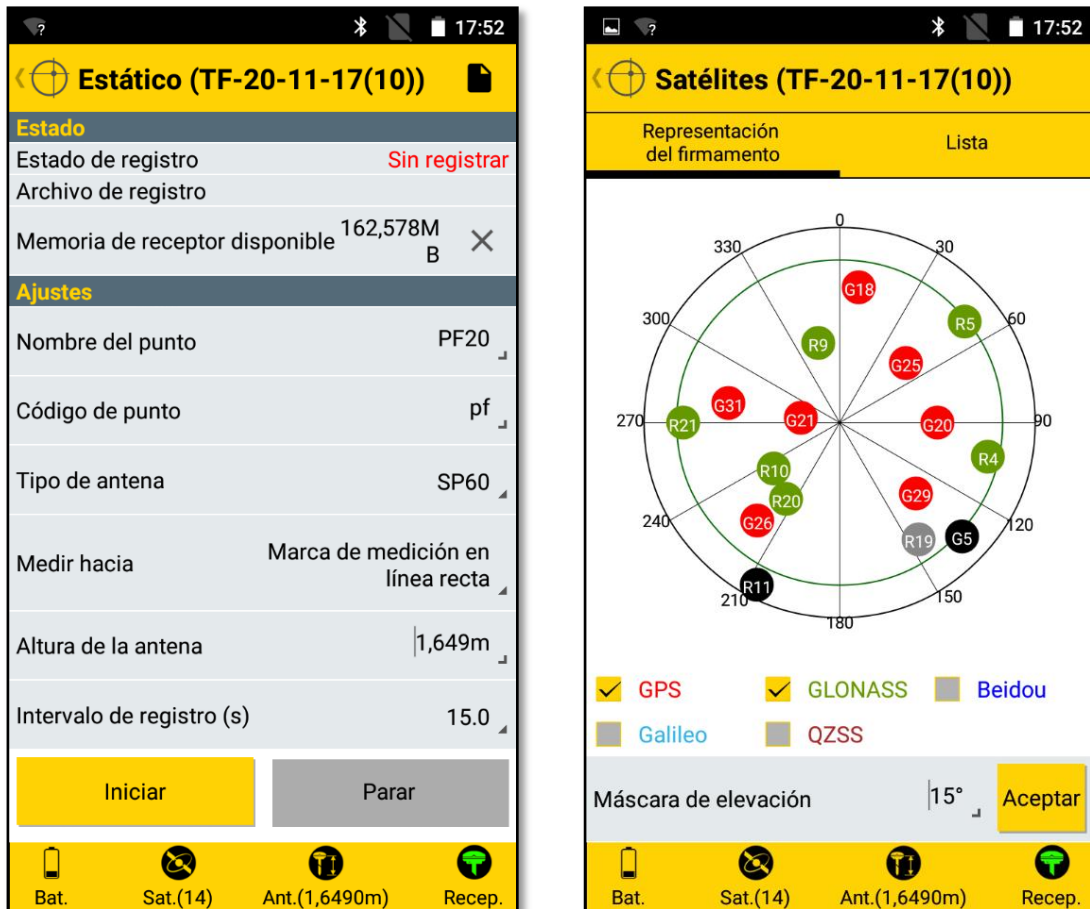 17:52
Estático (TF-20-11-17(10))
Estado
Estado de registro Sin registrar
Archivo de registro
Memoria de receptor disponible 162,578M
B
Ajustes
Nombre del punto PF20
Código de punto pf
Tipo de antena SP60
Medir hacia Marca de medición en
línea recta
Altura de la antena 1,649m
Intervalo de registro (s) 15.0
Iniciar Parar
Bat. Sat.(14) Ant.(1,6490m) Recep.
17:52
Satélites (TF-20-11-17(10))
Representación
del firmamento
Lista
0
330 30
G18
300 60
R5
R9
G25
G31
270 R21 G21 G20 90
R4
R10
G29
R20
240 G26 120
R19 G5
R11
210 150
180
GPS GLONASS Beidou
Galileo QZSS
Máscara de elevación 15° Aceptar
Bat. Sat.(14) Ant.(1,6490m) Recep.